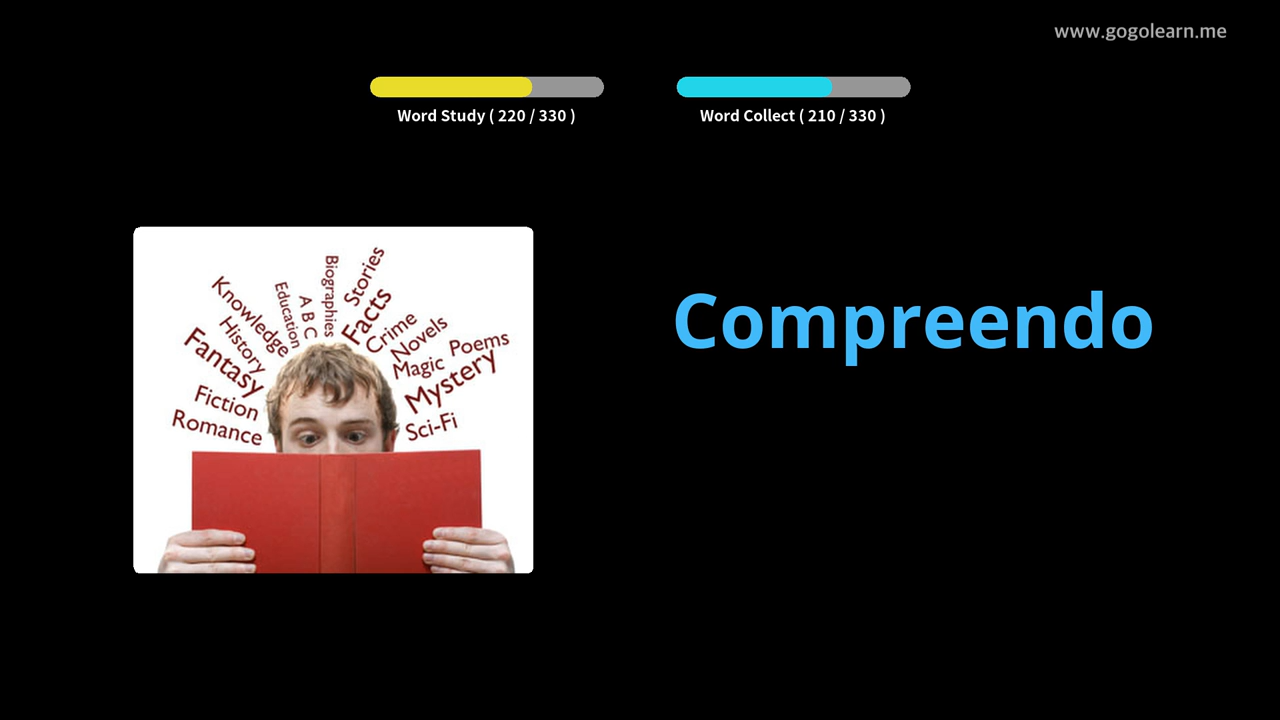 www.gogolearn.me
Word Study ( 220 / 330 )
Word Collect ( 210 / 330 )
Compreendo
Knowledge
Education
A B C
Biographies
Stories
Facts
History
Crime
Novels
Fantasy
Magic
Poems
Mystery
Fiction
Romance
Sci-Fi